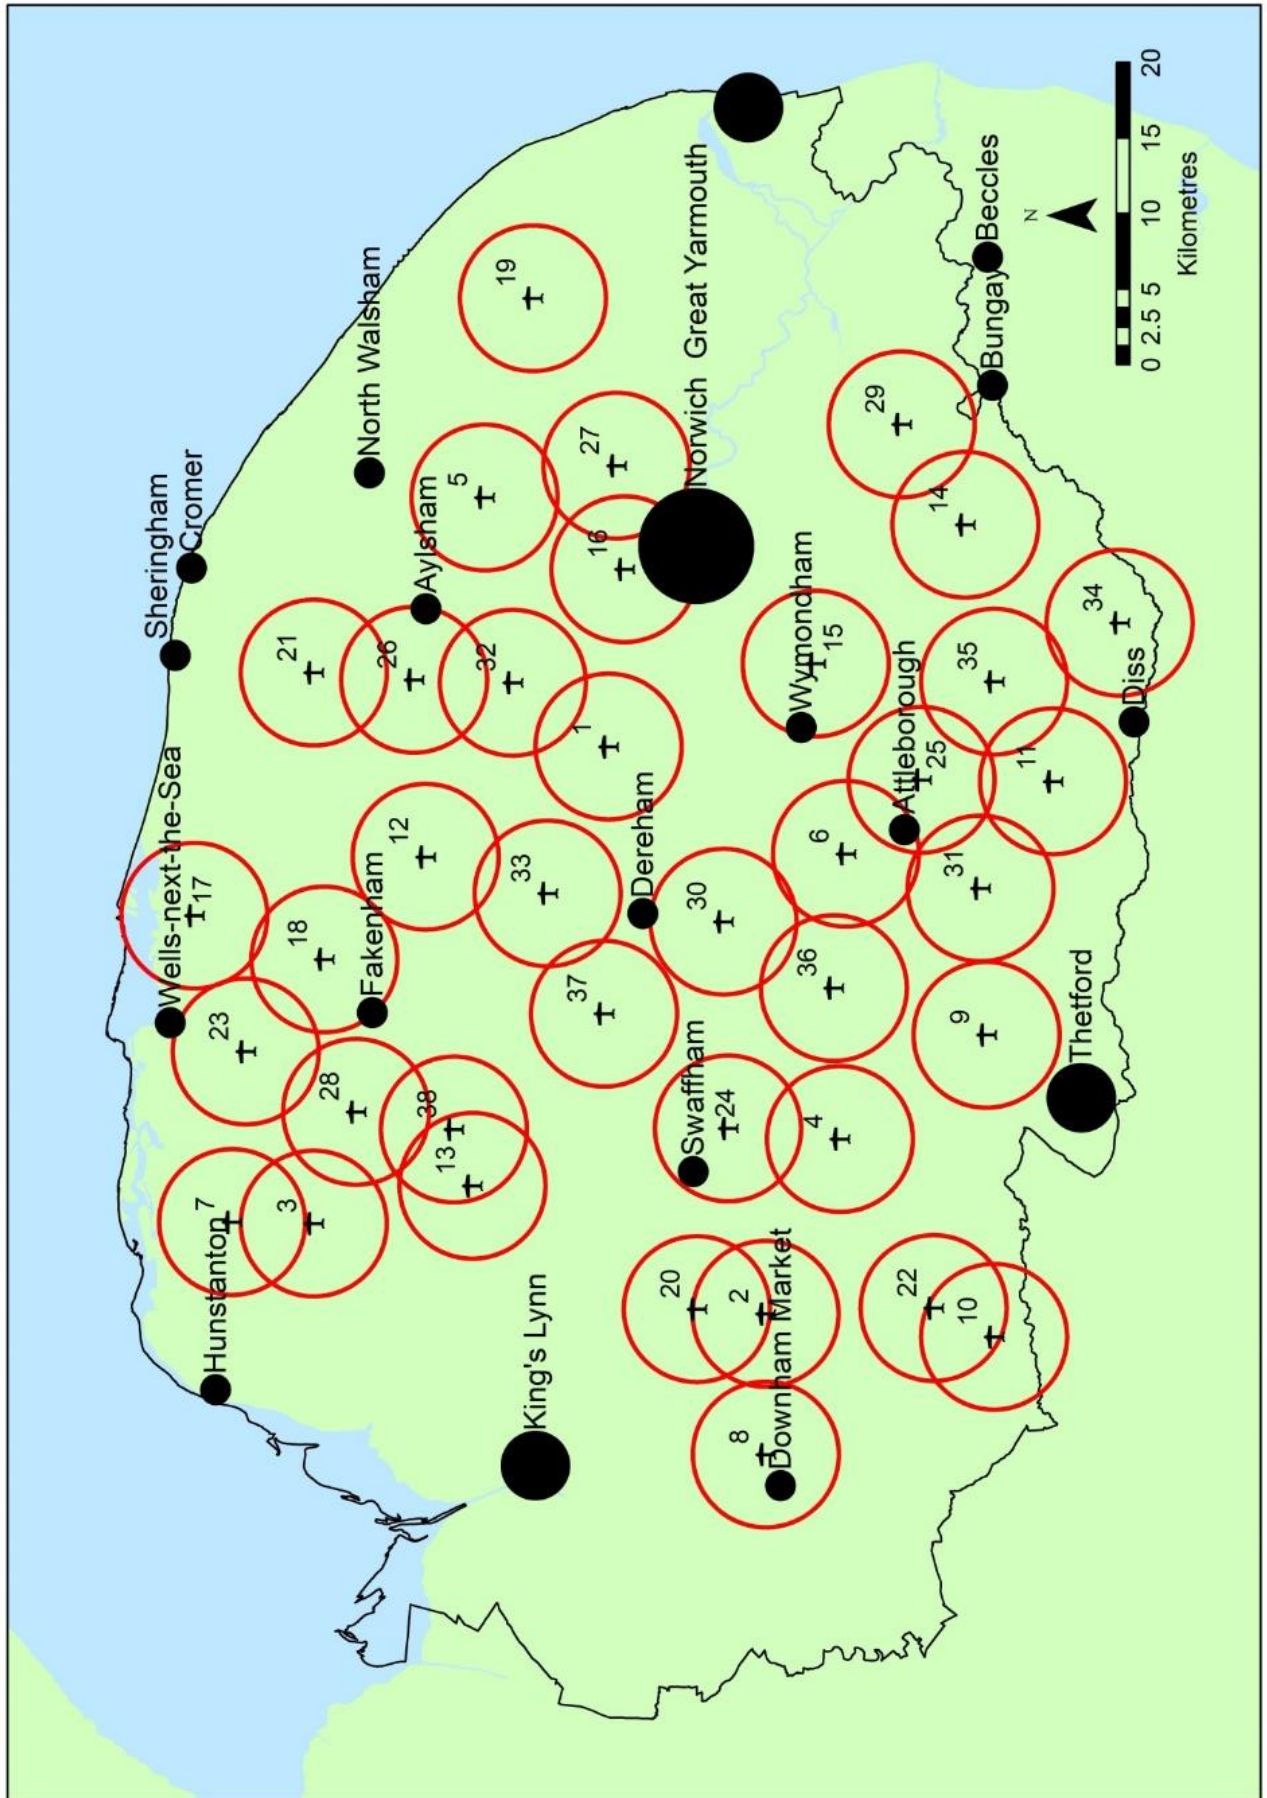 Sheringham
Wells-next-the-Sea
Cromer
17
Hunstanton
7
23
3
18
21
28
North Walsham
Fakenham
26
12
Aylsham
38
13
5
32
19
33
King's Lynn
37
1
27
16
Dereham
20
Norwich
Great Yarmouth
Swaffham
30
24
2
8
Downham Market
Wymondham
36
4
6
15
29
Attleborough
22
25
14
9
31
10
35
Bungay
Beccles
11
N
Thetford
34
Diss
0 2.5 5 10 15 20
Kilometres